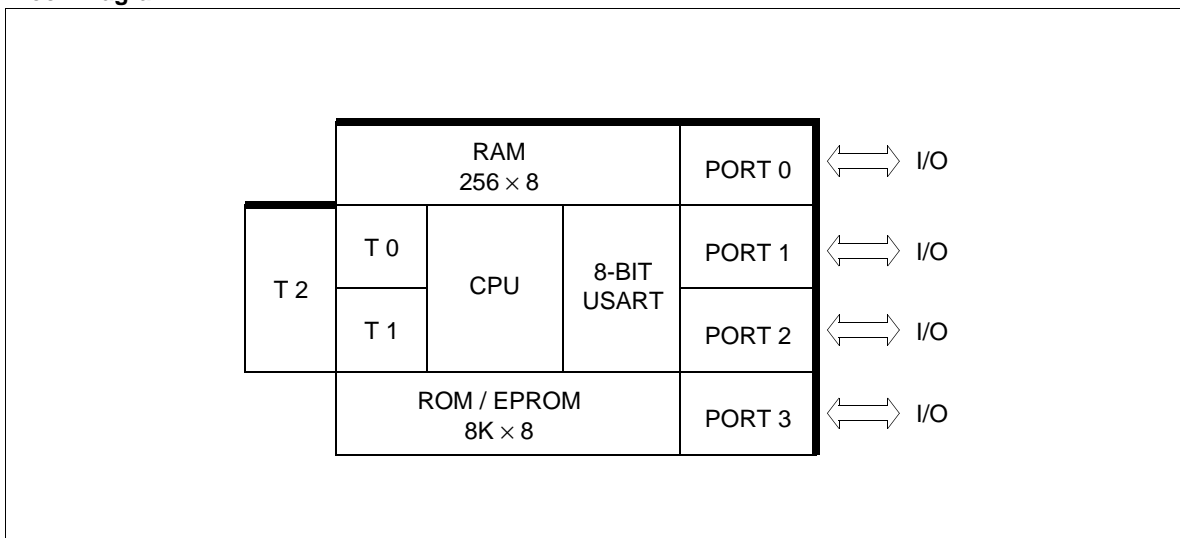 RAM
256 × 8
PORT 0
I/O
T 2
T 0
CPU
8-BIT
USART
PORT 1
I/O
T 1
PORT 2
I/O
ROM / EPROM
8K × 8
PORT 3
I/O